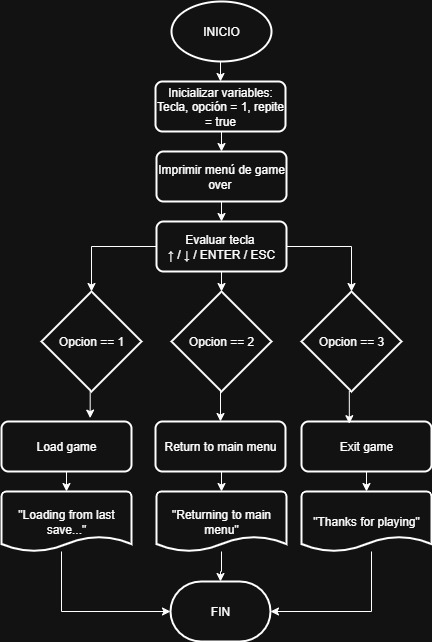 INICIO
Inicializar variables:
Tecla, opción = 1, repite
= true
Imprimir menú de game
over
Evaluar tecla
↑ / ↓ / ENTER / ESC
Opcion == 1
Opcion == 2
Opcion == 3
Load game
Return to main menu
Exit game
"Loading from last
save..."
"Returning to main
menu"
"Thanks for playing"
FIN